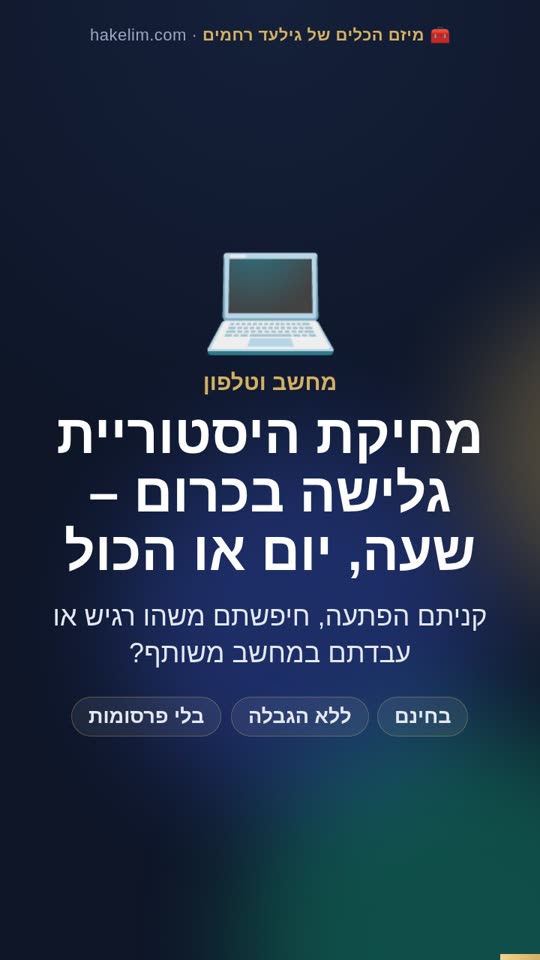 🧰 מיזם הכלים של גילעד רחמים · hakelim.com
מחשב וטלפון
מחיקת היסטוריית
גלישה בכרום –
שעה, יום או הכול
קניתם הפתעה, חיפשתם משהו רגיש או
עבדתם במחשב משותף?
בחינם
ללא הגבלה
בלי פרסומות